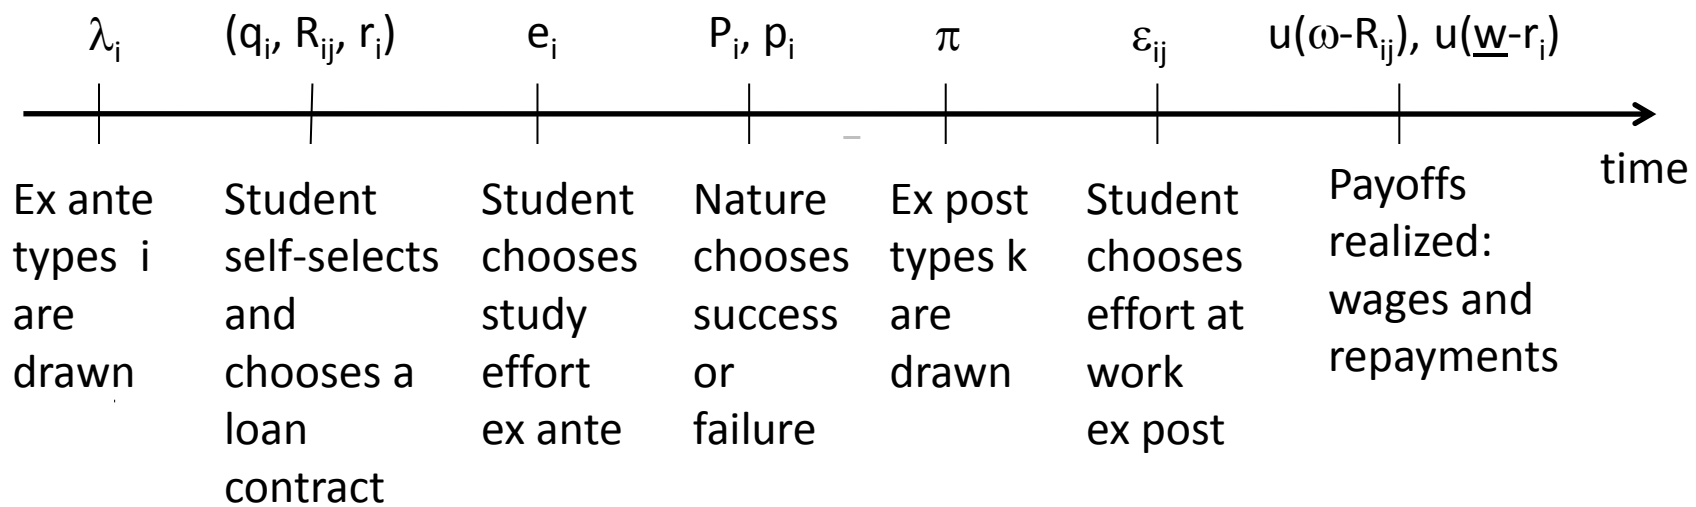 λi (qi, Rij, ri) ei Pi, pi π εij u(ω-Rij), u(w-ri)
time
Ex ante
types i
are
drawn
Student
self-selects
and
chooses a
loan
contract
Student
chooses
study
effort
ex ante
Nature
chooses
success
or
failure
Ex post
types k
are
drawn
Student
chooses
effort at
work
ex post
Payoffs
realized:
wages and
repayments